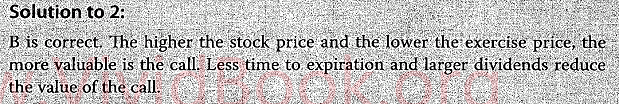 Solution to 2:
B is correct. The higher the stock price and the lower the exercise price, the
more valuable is the call. Less time to expiration and larger dividends reduce
the value of the call.